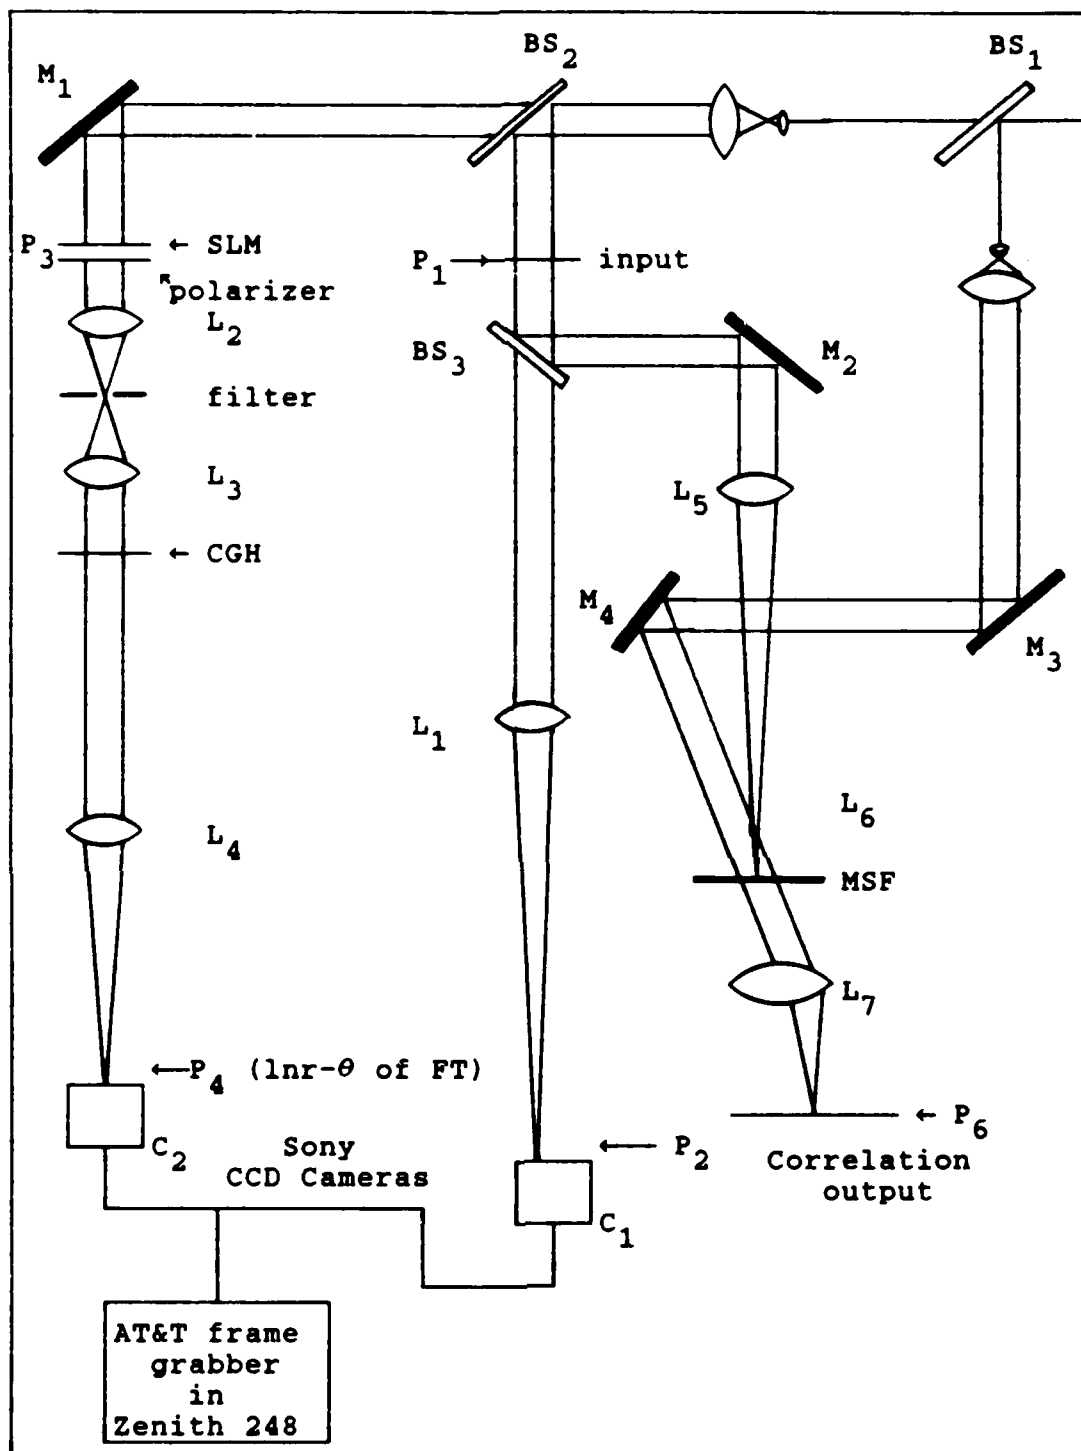 BS2
BS1
M1
P3
← SLM
polarizer
P1
input
L2
BS3
M2
filter
L3
L5
← CGH
M4
M3
L1
L6
L4
MSF
L7
←P4 (lnr-θ of FT)
C2
Sony
CCD Cameras
← P2
← P6
Correlation
output
C1
AT&T frame
grabber
in
Zenith 248